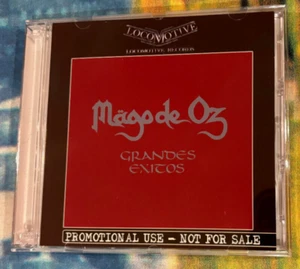 LOCOMOTIVE
LOCOMOTIVE RECORDS
Mägo de Oz
GRANDES
EXITOS
PROMOTIONAL USE – NOT FOR SALE